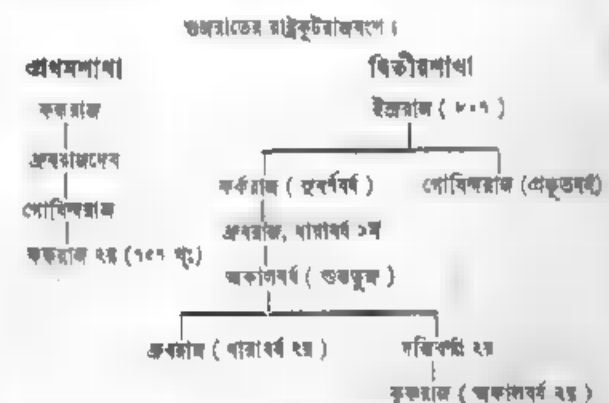 গুজরাতের রাষ্ট্রকূটরাজবংশ।
প্রথমশাখা
কর্করাজ
ধ্রুবরাজদেব
গোবিন্দরাজ
কর্করাজ ২য় (৭৫৭ খৃঃ)
দ্বিতীয়শাখা
ইন্দ্ররাজ ( ৮০৭ )
কর্করাজ ( সুবর্ণবর্ষ ) গোবিন্দরাজ (প্রভূতবর্ষ)
ধ্রুবরাজ, ধারাবর্ষ ১ম
অকালবর্ষ ( শুভতুঙ্গ )
ধ্রুবরাজ ( ধারাবর্ষ ২য় ) দন্তিবর্ম্মা ২য়
কৃষ্ণরাজ ( অকালবর্ষ ২য় )